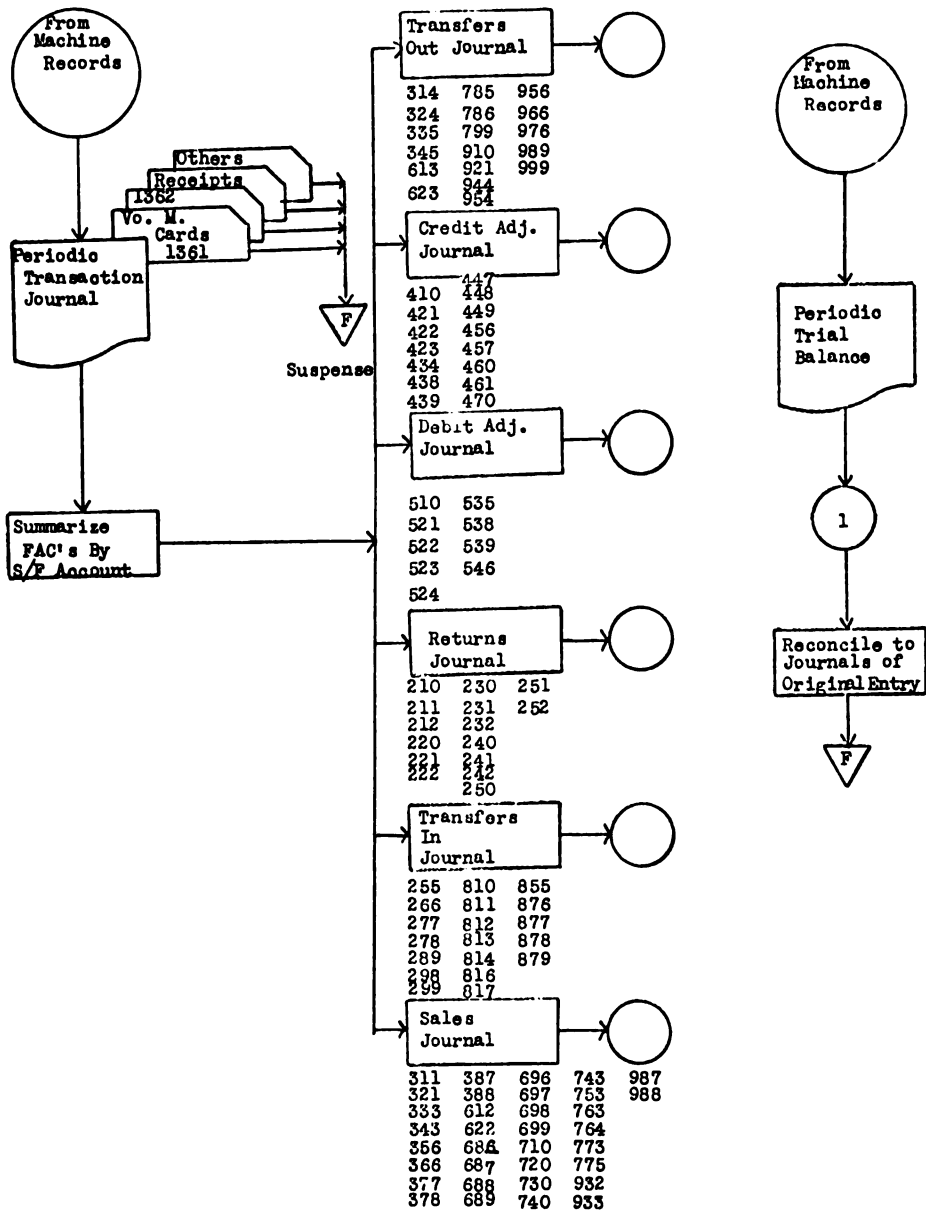 From
Machine
Records
Others
Receipts
1362
Vo. M.
Cards
1361
Periodic
Transaction
Journal
F
Suspense
Summarize
FAC's By
S/F Account
Transfers
Out Journal
314 785 956
324 786 966
335 799 976
345 910 989
613 921 999
623 944
954
Credit Adj.
Journal
447
410 448
421 449
422 456
423 457
434 460
438 461
439 470
Debit Adj.
Journal
510 535
521 538
522 539
523 546
524
Returns
Journal
210 230 251
211 231 252
212 232
220 240
221 241
222 242
250
Transfers
In
Journal
255 810 855
266 811 876
277 812 877
278 813 878
289 814 879
298 816
299 817
Sales
Journal
311 387 696 743 987
321 388 697 753 988
333 612 698 763
343 622 699 764
356 686 710 773
366 687 720 775
377 688 730 932
378 689 740 933
From
Machine
Records
Periodic
Trial
Balance
1
Reconcile to
Journals of
Original Entry
F